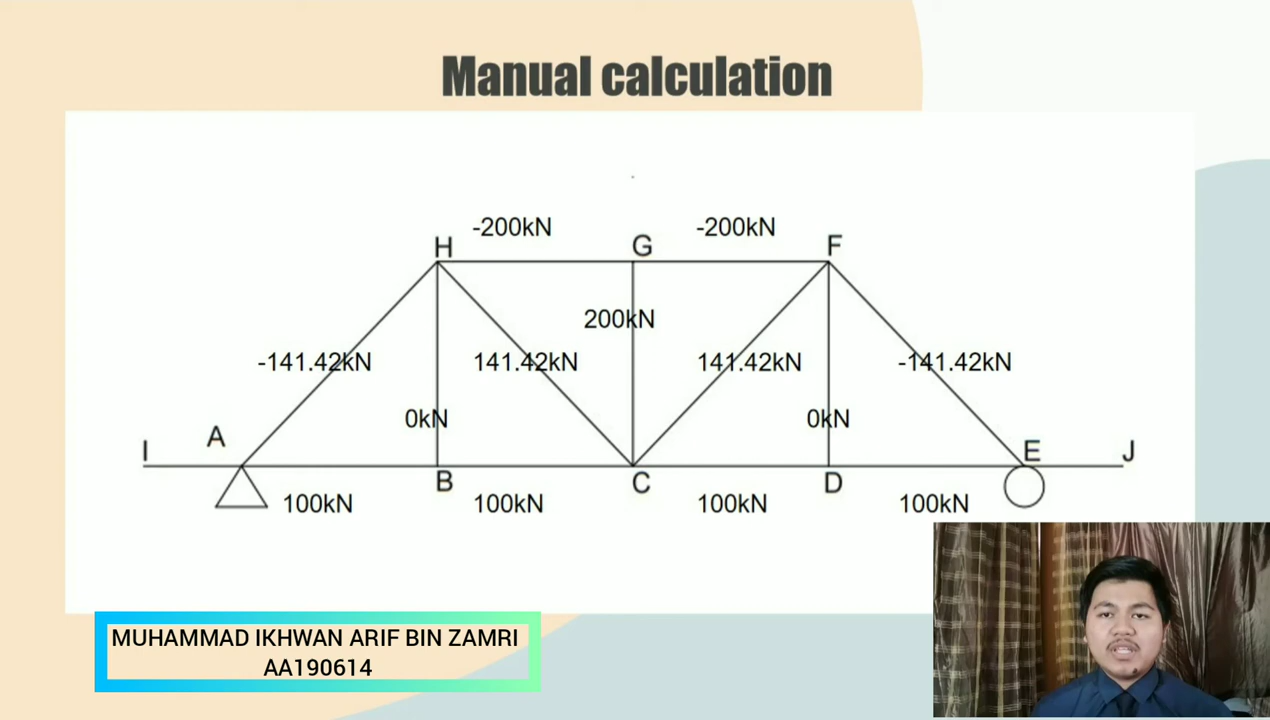 Manual calculation
-200kN
-200kN
H
G
F
200kN
-141.42kN
141.42kN
141.42kN
-141.42kN
0kN
0kN
I
A
E
J
B
C
D
100kN
100kN
100kN
100kN
MUHAMMAD IKHWAN ARIF BIN ZAMRI
AA190614